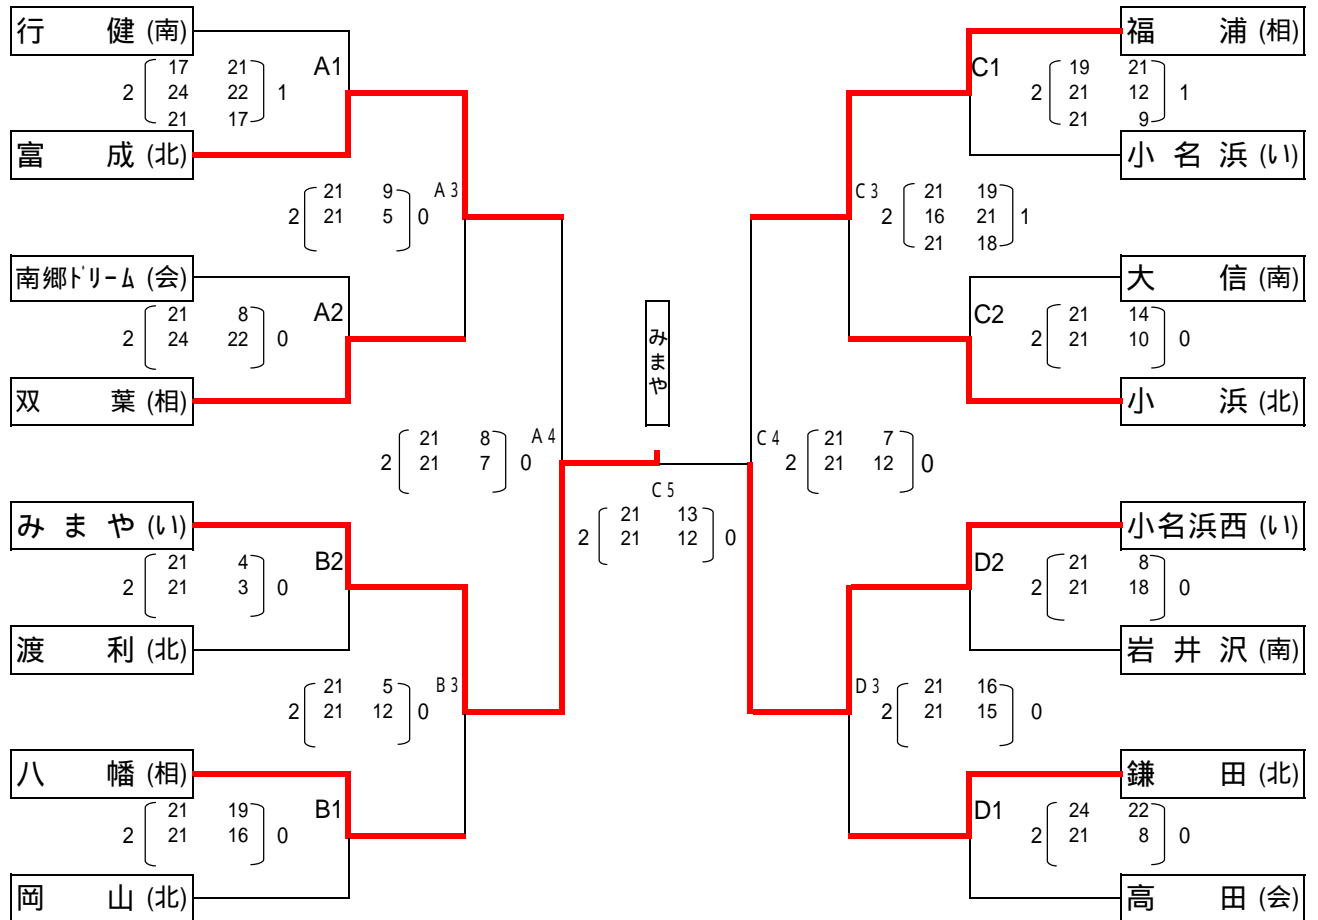 行 健 (南)
17 21
A1
2 24 22 1
21 17
富 成 (北)
21 9
A3
2 21 5 0
南郷ドリーム (会)
21 8
A2
2 24 22 0
双 葉 (相)
21 8
A4
2 21 7 0
みまや (い)
21 4
B2
2 21 3 0
渡 利 (北)
21 5
B3
2 21 12 0
八 幡 (相)
21 19
B1
2 21 16 0
岡 山 (北)
みまや
C5
21 13
2 21 12 0
福 浦 (相)
C1
19 21
2 21 12 1
21 9
小名浜 (い)
C3
21 19
2 16 21 1
21 18
大 信 (南)
C2
21 14
2 21 10 0
小 浜 (北)
C4
21 7
2 21 12 0
小名浜西 (い)
D2
21 8
2 21 18 0
岩井沢 (南)
D3
21 16
2 21 15 0
鎌 田 (北)
D1
24 22
2 21 8 0
高 田 (会)